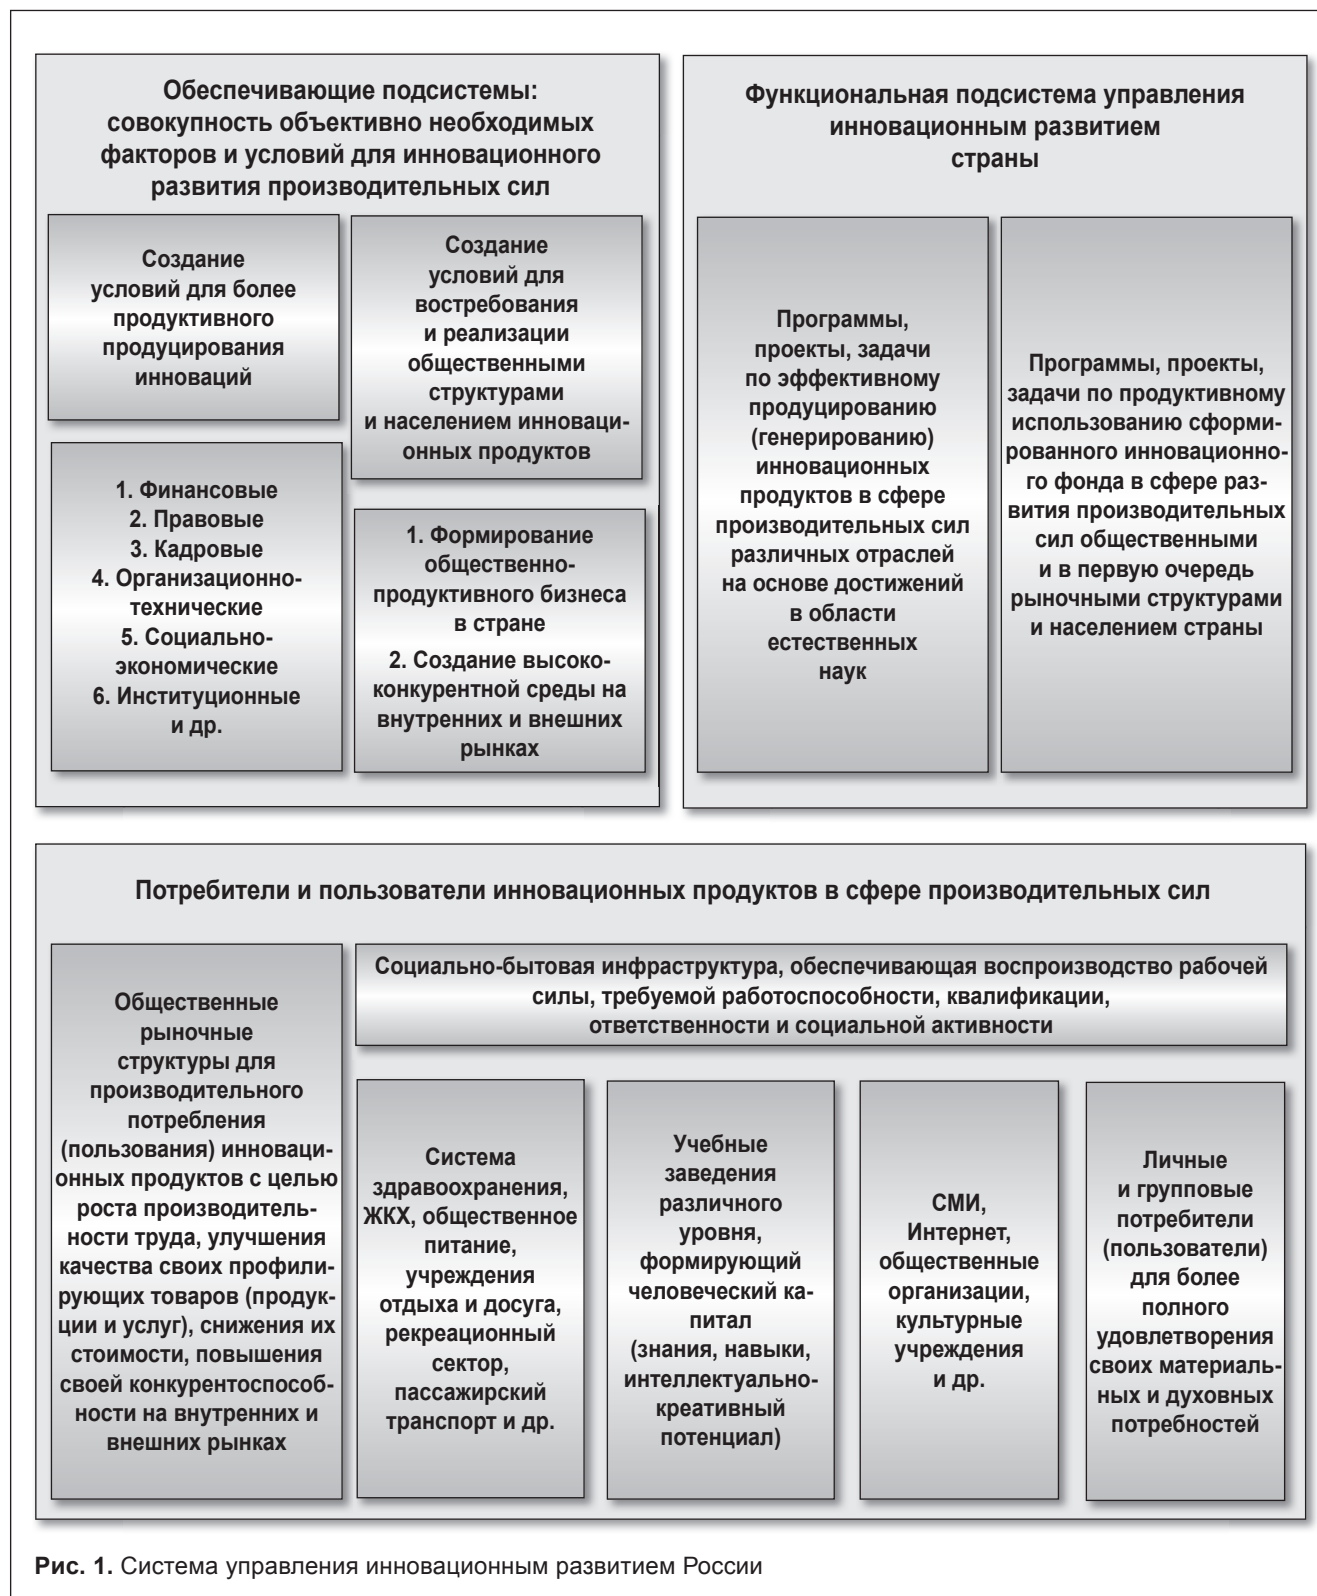 Обеспечивающие подсистемы:
совокупность объективно необходимых
факторов и условий для инновационного
развития производительных сил
Создание
условий для более
продуктивного
продуцирования
инноваций
1. Финансовые
2. Правовые
3. Кадровые
4. Организационно-
технические
5. Социально-
экономические
6. Институционные
и др.
Создание
условий для
востребования
и реализации
общественными
структурами
и населением инноваци-
онных продуктов
1. Формирование
общественно-
продуктивного бизнеса
в стране
2. Создание высоко-
конкурентной среды на
внутренних и внешних
рынках
Функциональная подсистема управления
инновационным развитием
страны
Программы,
проекты, задачи
по эффективному
продуцированию
(генерированию)
инновационных
продуктов в сфере
производительных сил
различных отраслей
на основе достижений
в области
естественных
наук
Программы, проекты,
задачи по продуктивному
использованию сформи-
рованного инновационно-
го фонда в сфере раз-
вития производительных
сил общественными
и в первую очередь
рыночными структурами
и населением страны
Потребители и пользователи инновационных продуктов в сфере производительных сил
Общественные
рыночные
структуры для
производительного
потребления
(пользования) инноваци-
онных продуктов с целью
роста производитель-
ности труда, улучшения
качества своих профили-
рующих товаров (продук-
ции и услуг), снижения их
стоимости, повышения
своей конкурентоспособ-
ности на внутренних и
внешних рынках
Социально-бытовая инфраструктура, обеспечивающая воспроизводство рабочей
силы, требуемой работоспособности, квалификации,
ответственности и социальной активности
Система
здравоохранения,
ЖКХ, общественное
питание,
учреждения
отдыха и досуга,
рекреационный
сектор,
пассажирский
транспорт и др.
Учебные
заведения
различного
уровня,
формирующий
человеческий ка-
питал
(знания, навыки,
интеллектуально-
креативный
потенциал)
СМИ,
Интернет,
общественные
организации,
культурные
учреждения
и др.
Личные
и групповые
потребители
(пользователи)
для более
полного
удовлетворения
своих материаль-
ных и духовных
потребностей
Рис. 1. Система управления инновационным развитием России